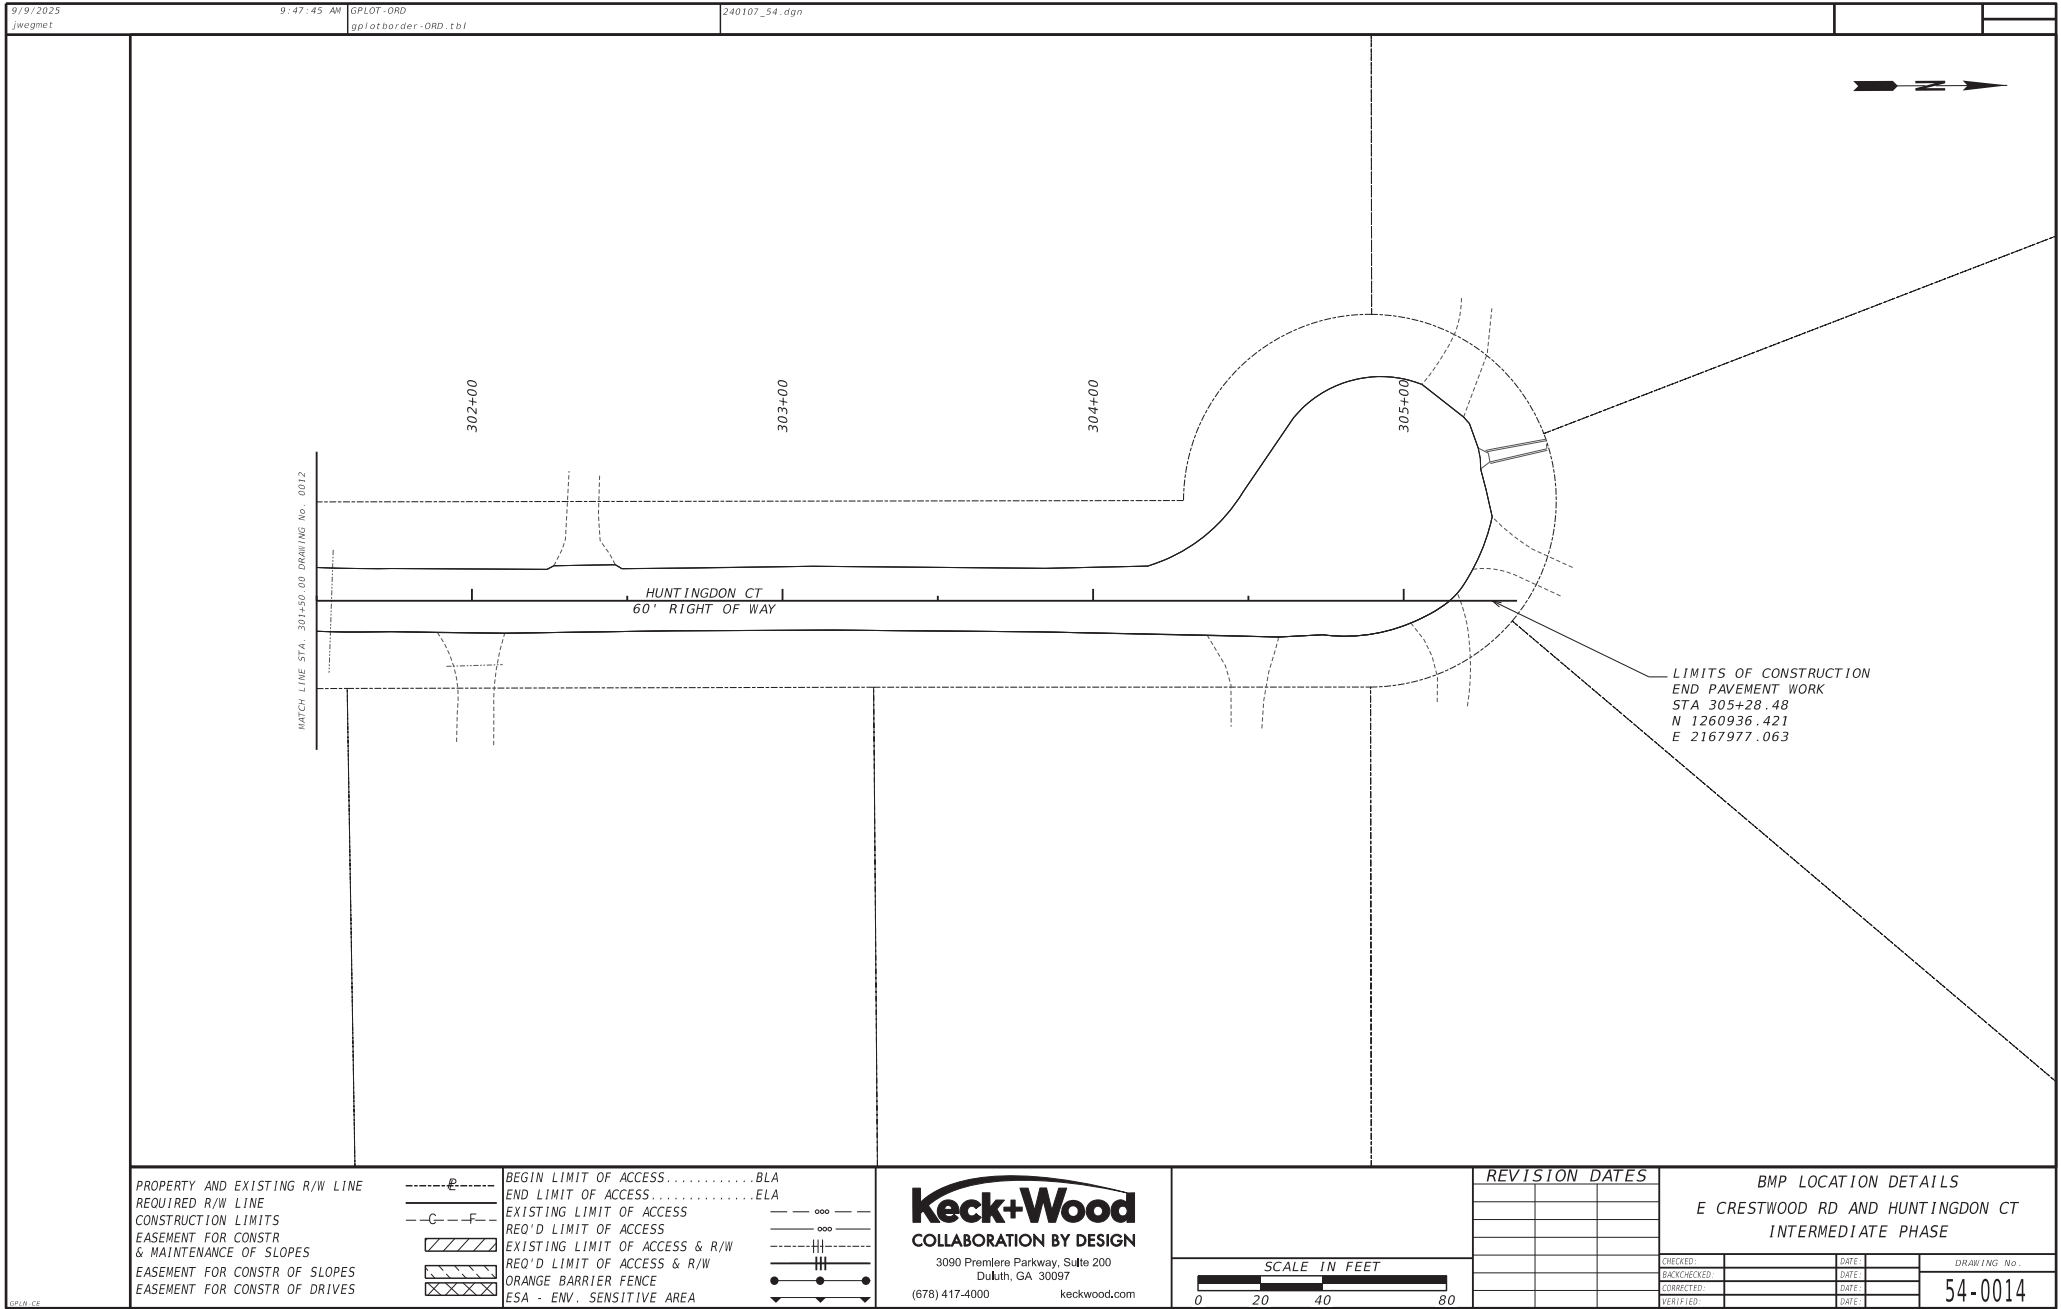 9/9/2025 9:47:45 AM GPLOT-ORD 240107_54.dgn
jwegmet gplotborder-ORD.tbl
N
302+00
303+00
304+00
305+00
MATCH LINE STA. 301+50.00 DRAWING No. 0012
HUNTINGDON CT
60' RIGHT OF WAY
LIMITS OF CONSTRUCTION
END PAVEMENT WORK
STA 305+28.48
N 1260936.421
E 2167977.063
PROPERTY AND EXISTING R/W LINE
REQUIRED R/W LINE
CONSTRUCTION LIMITS C F
EASEMENT FOR CONSTR
& MAINTENANCE OF SLOPES
EASEMENT FOR CONSTR OF SLOPES
EASEMENT FOR CONSTR OF DRIVES
BEGIN LIMIT OF ACCESS............BLA
END LIMIT OF ACCESS..............ELA
EXISTING LIMIT OF ACCESS
REQ'D LIMIT OF ACCESS
EXISTING LIMIT OF ACCESS & R/W
REQ'D LIMIT OF ACCESS & R/W
ORANGE BARRIER FENCE
ESA - ENV. SENSITIVE AREA
Keck+Wood
COLLABORATION BY DESIGN
3090 Premiere Parkway, Suite 200
Duluth, GA 30097
(678) 417-4000 keckwood.com
SCALE IN FEET
0 20 40 80
REVISION DATES
BMP LOCATION DETAILS
E CRESTWOOD RD AND HUNTINGDON CT
INTERMEDIATE PHASE
CHECKED: DATE:
BACKCHECKED: DATE:
CORRECTED: DATE:
VERIFIED: DATE:
DRAWING No.
54-0014
GPLN-CE